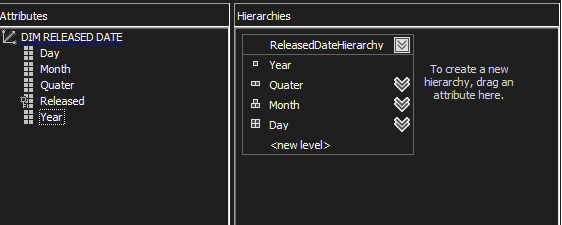 Attributes
DIM RELEASED DATE
Day
Month
Quater
Released
Year
Hierarchies
ReleasedDateHierarchy
Year
Quater
Month
Day
<new level>
To create a new
hierarchy, drag an
attribute here.